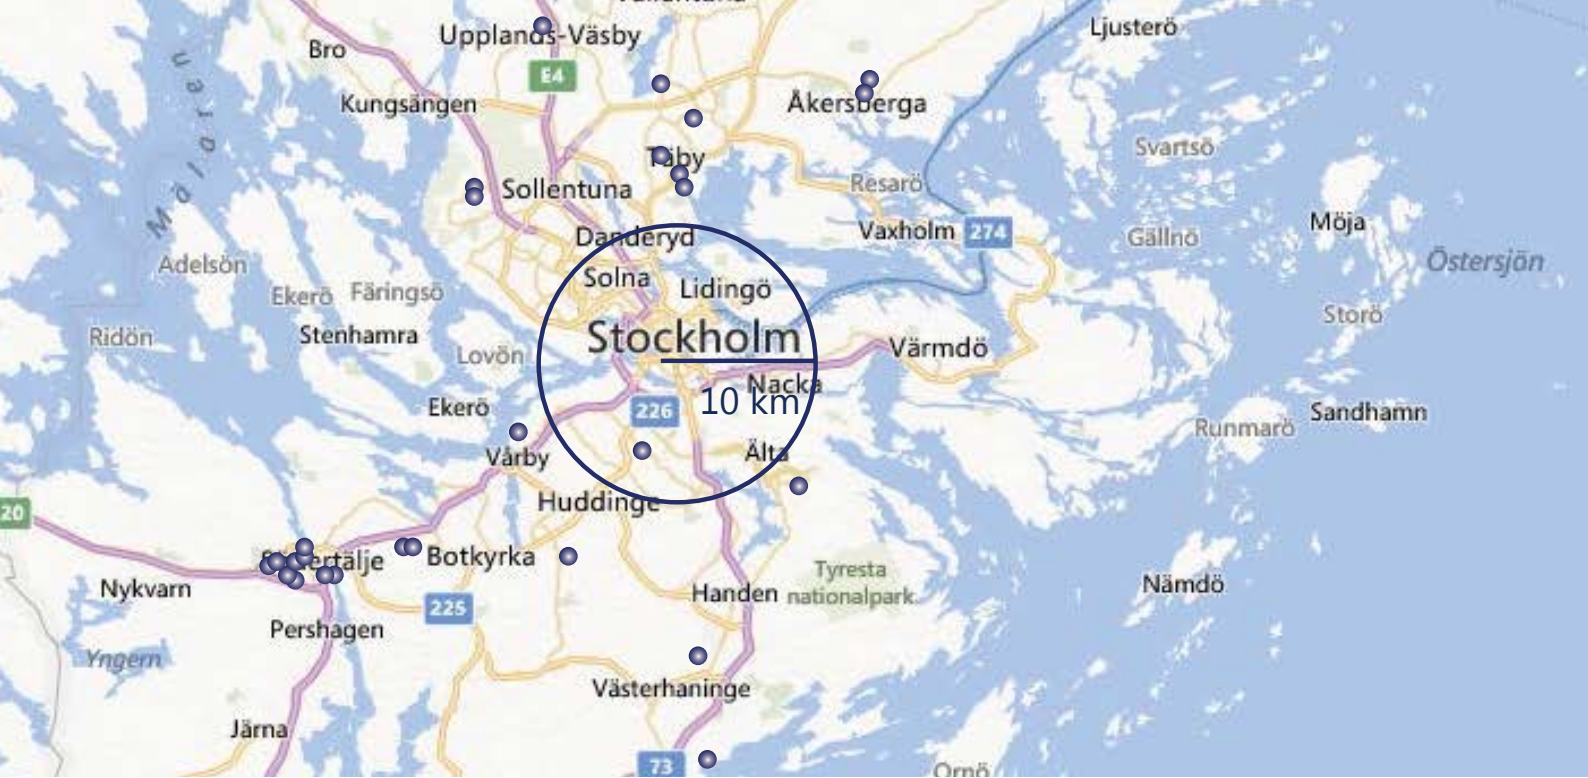 Ljusterö
Upplands-Väsby
Bro
E4
Kungsängen
Åkersberga
Mälaren
Svartsö
Täby
Resarö
Sollentuna
Möja
Vaxholm
274
Danderyd
Gällnö
Östersjön
Adelsön
Solna
Lidingö
Ekerö
Färingsö
Storö
Ridön
Stenhamra
Stockholm
Värmdö
Lovön
Nacka
10 km
Ekerö
226
Sandhamn
Runmarö
Vårby
Älta
Huddinge
20
Södertälje
Botkyrka
Tyresta
nationalpark
Nykvarn
Handen
Nämdö
225
Pershagen
Yngern
Västerhaninge
Järna
73
Ornö